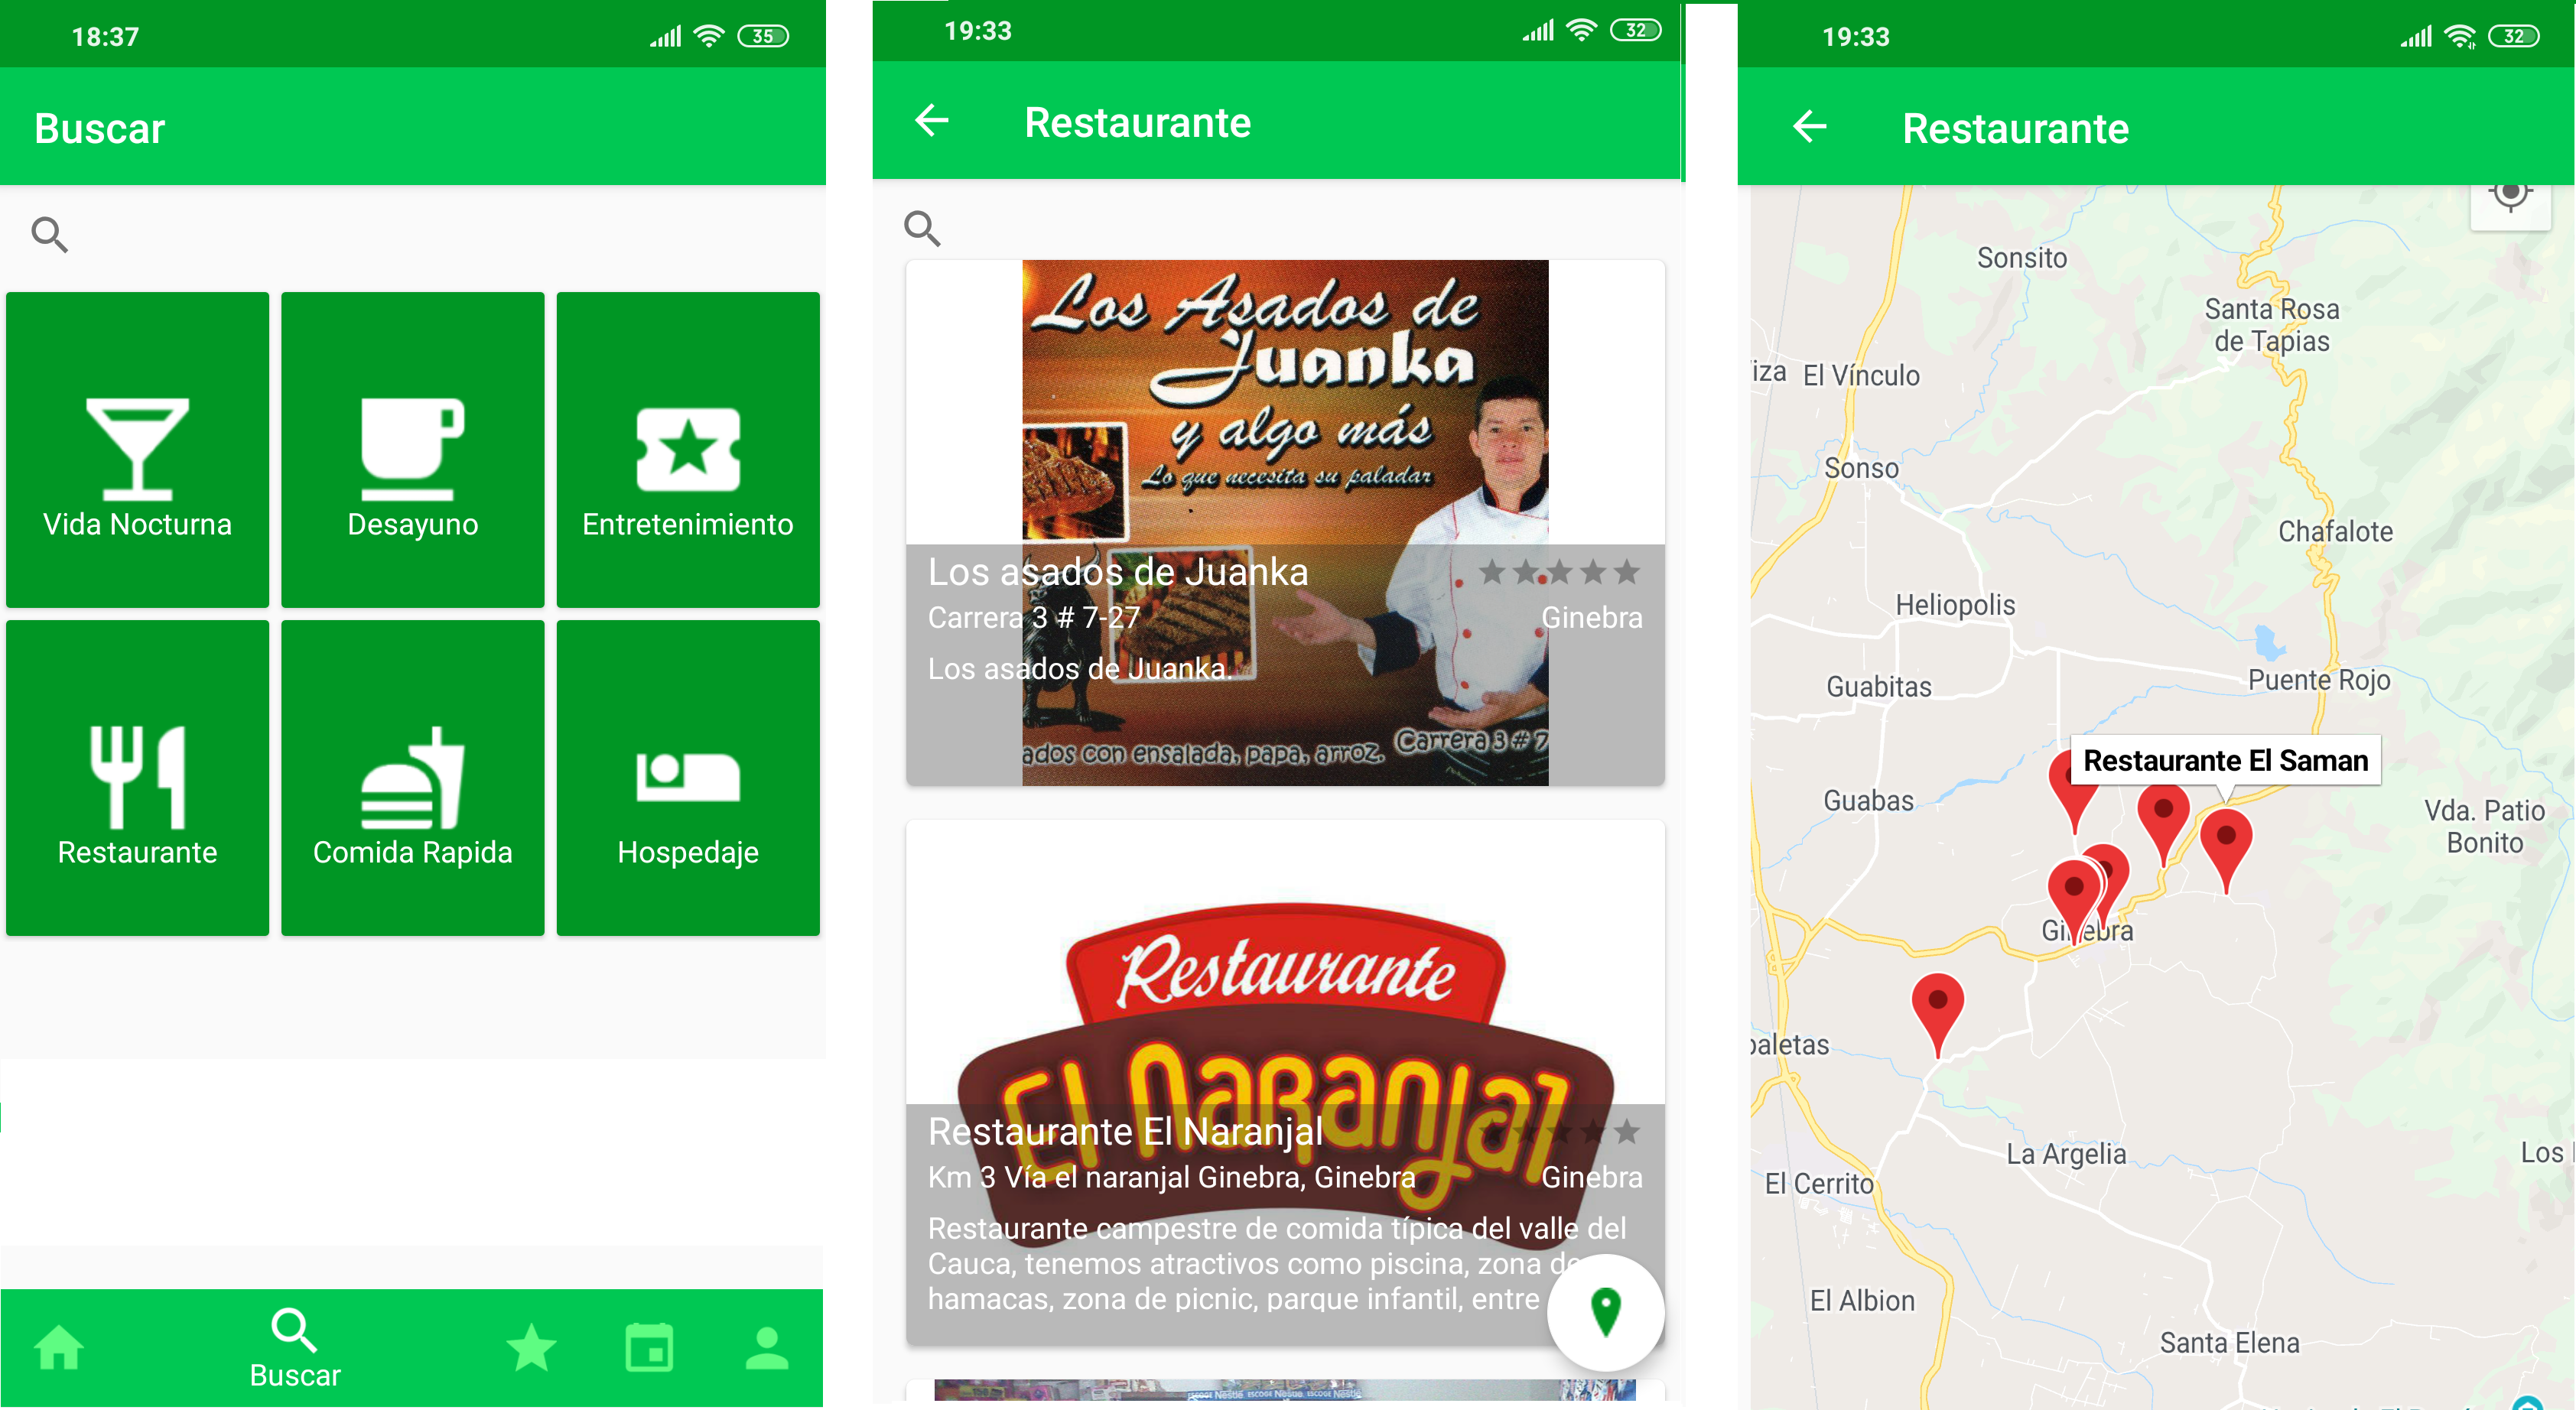 18:37
35
Buscar
Vida Nocturna
Desayuno
Entretenimiento
Restaurante
Comida Rapida
Hospedaje
Buscar
19:33
32
Restaurante
Los Asados de
Juanka
y algo más
Lo que necesita su paladar
Los asados de Juanka
Carrera 3 # 7-27
Ginebra
Los asados de Juanka.
ados con ensalada, papa, arroz.
Carrera 3 # 7
Restaurante
El Naranjal
Restaurante El Naranjal
Km 3 Vía el naranjal Ginebra, Ginebra
Ginebra
Restaurante campestre de comida típica del valle del
Cauca, tenemos atractivos como piscina, zona de
hamacas, zona de picnic, parque infantil, entre
19:33
32
Restaurante
Sonsito
Santa Rosa
de Tapias
iza
El Vínculo
Sonso
Chafalote
Heliopolis
Puente Rojo
Guabitas
Restaurante El Saman
Guabas
Vda. Patio
Bonito
Ginebra
paletas
La Argelia
Los
El Cerrito
El Albion
Santa Elena